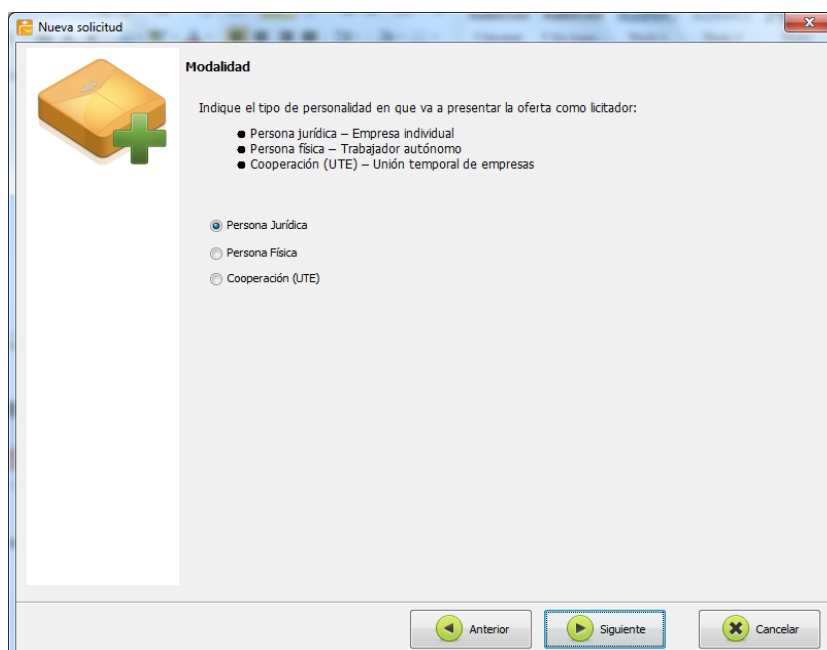 Nueva solicitud
Modalidad
Indique el tipo de personalidad en que va a presentar la oferta como licitador:
● Persona jurídica – Empresa individual
● Persona física – Trabajador autónomo
● Cooperación (UTE) – Unión temporal de empresas
Persona Jurídica
Persona Física
Cooperación (UTE)
Anterior
Siguiente
Cancelar